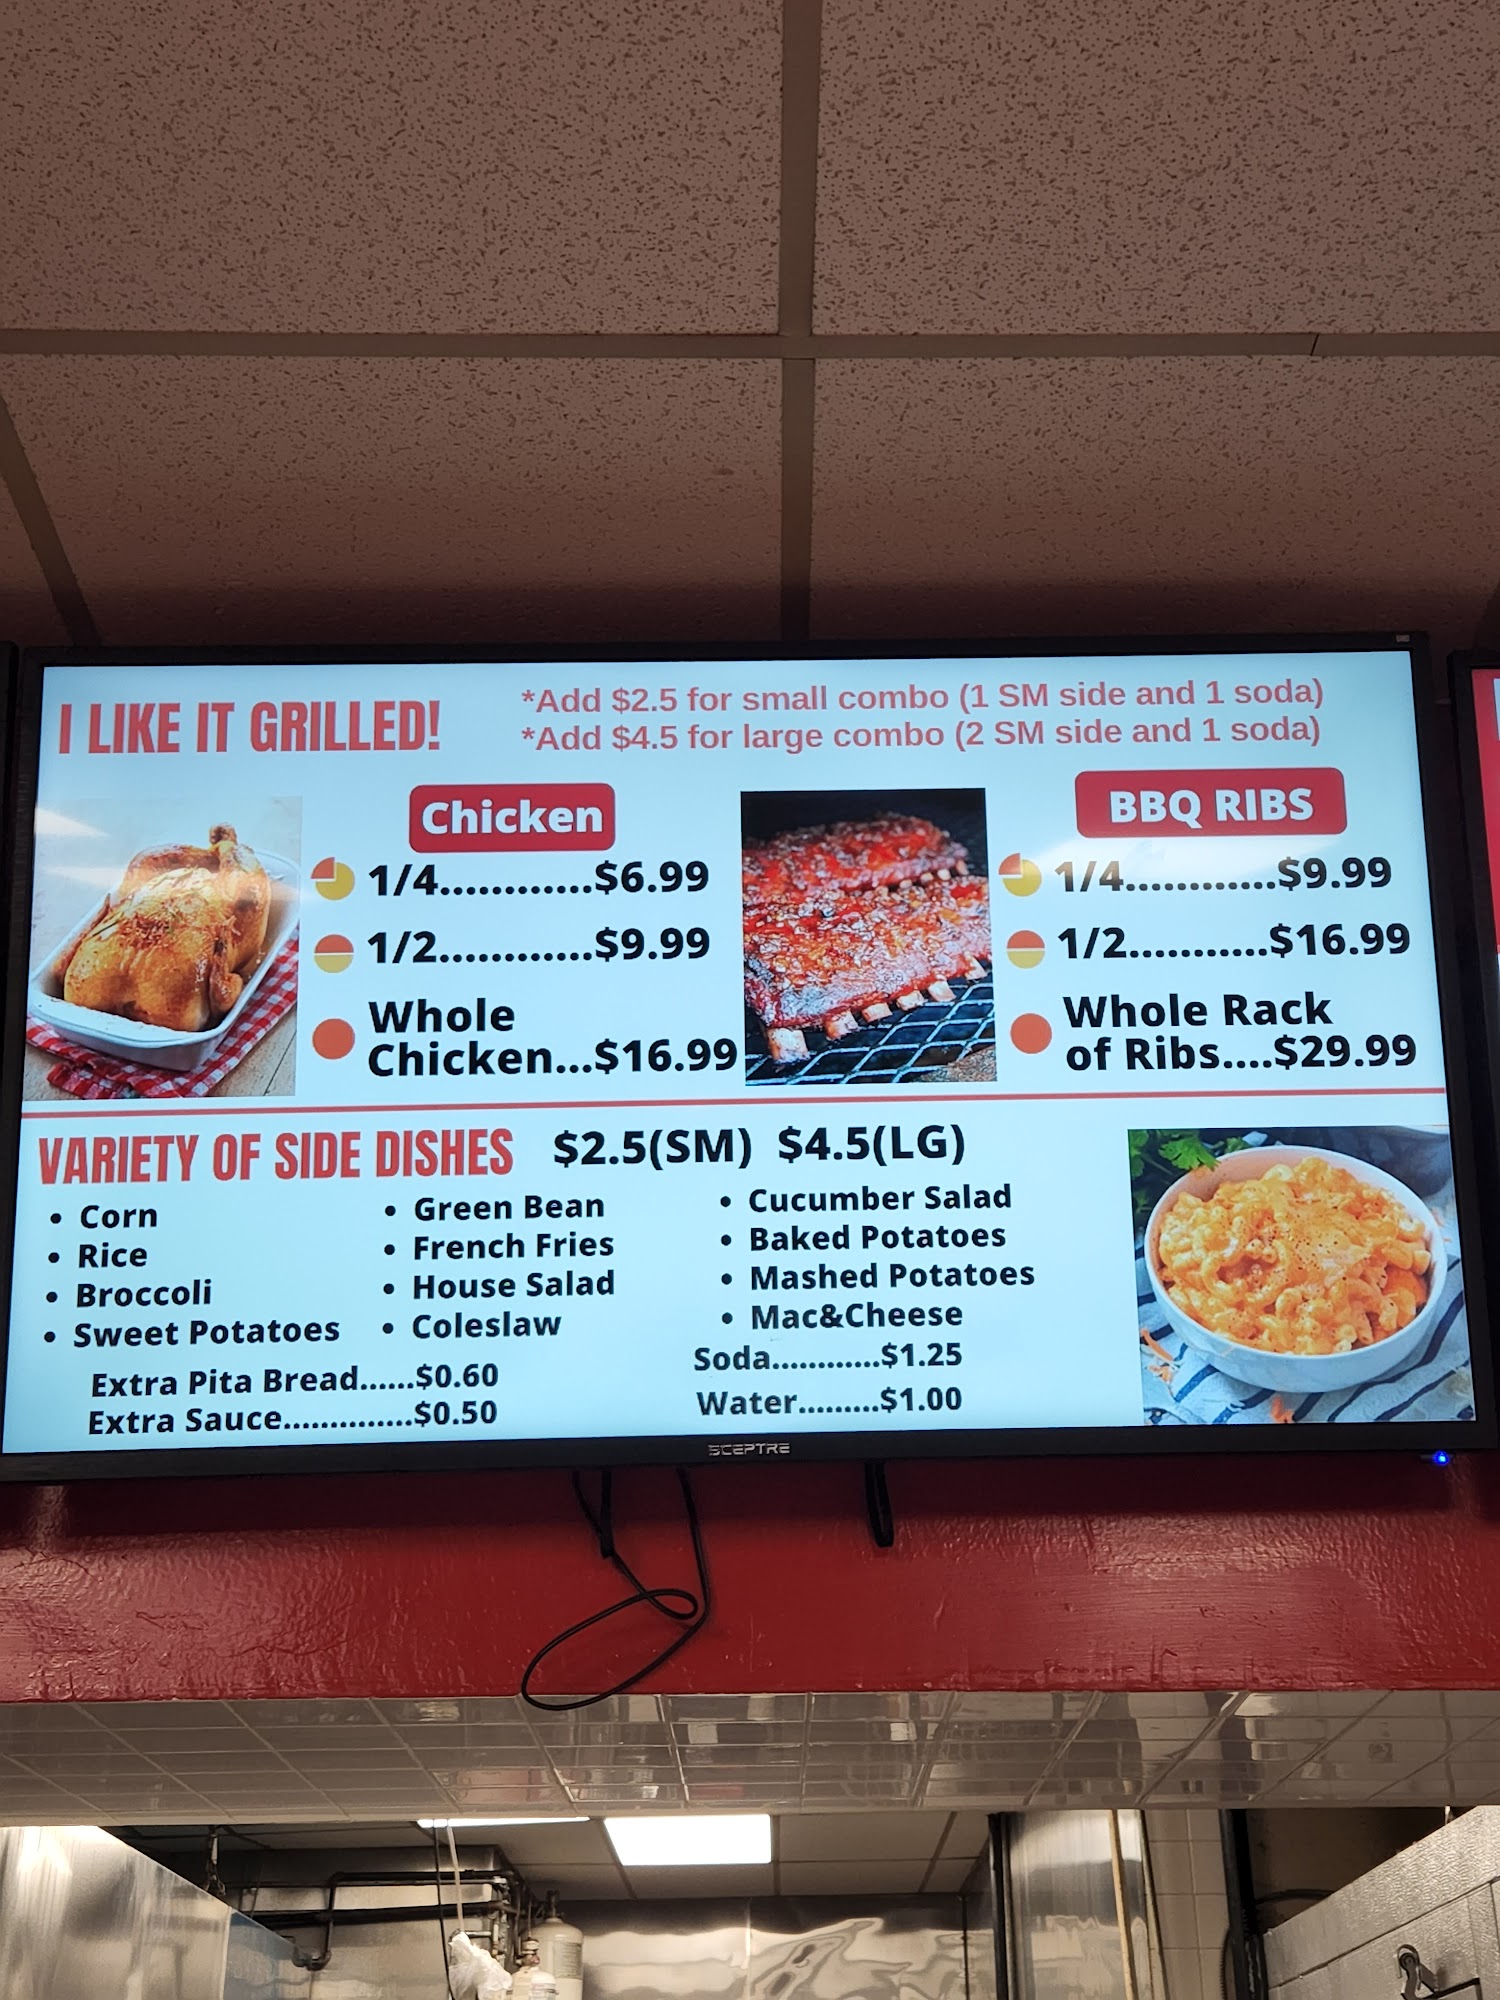 I LIKE IT GRILLED!
*Add $2.5 for small combo (1 SM side and 1 soda)
*Add $4.5 for large combo (2 SM side and 1 soda)
Chicken
1/4............$6.99
1/2............$9.99
Whole
Chicken...$16.99
BBQ RIBS
1/4............$9.99
1/2...........$16.99
Whole Rack
of Ribs....$29.99
VARIETY OF SIDE DISHES $2.5(SM) $4.5(LG)
• Corn
• Rice
• Broccoli
• Sweet Potatoes
• Green Bean
• French Fries
• House Salad
• Coleslaw
• Cucumber Salad
• Baked Potatoes
• Mashed Potatoes
• Mac&Cheese
Extra Pita Bread......$0.60
Extra Sauce..............$0.50
Soda............$1.25
Water.........$1.00
SCEPTRE